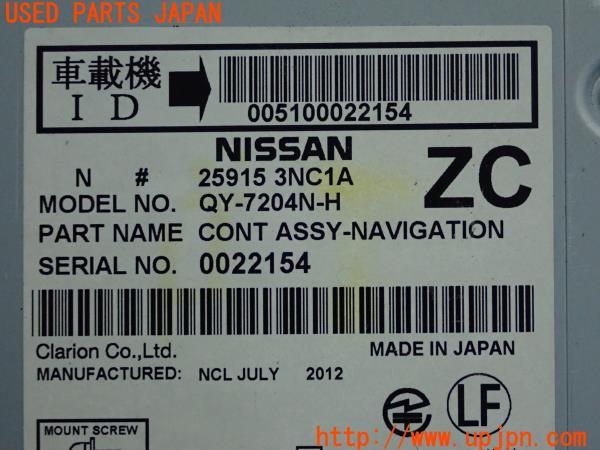 USED PARTS JAPAN
車載機
ID
005100022154
NISSAN
N # 25915 3NC1A
ZC
MODEL NO. QY-7204N-H
PART NAME CONT ASSY-NAVIGATION
SERIAL NO. 0022154
Clarion Co.,Ltd.
MADE IN JAPAN
MANUFACTURED: NCL JULY 2012
LF
MOUNT SCREW
http://www.upjpn.com